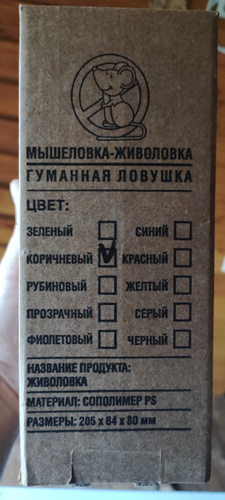 МЫШЕЛОВКА-ЖИВОЛОВКА
ГУМАННАЯ ЛОВУШКА
ЦВЕТ:
ЗЕЛЕНЫЙ СИНИЙ
КОРИЧНЕВЫЙ КРАСНЫЙ
РУБИНОВЫЙ ЖЕЛТЫЙ
ПРОЗРАЧНЫЙ СЕРЫЙ
ФИОЛЕТОВЫЙ ЧЕРНЫЙ
НАЗВАНИЕ ПРОДУКТА:
ЖИВОЛОВКА
МАТЕРИАЛ: СОПОЛИМЕР PS
РАЗМЕРЫ: 205 x 84 x 80 мм